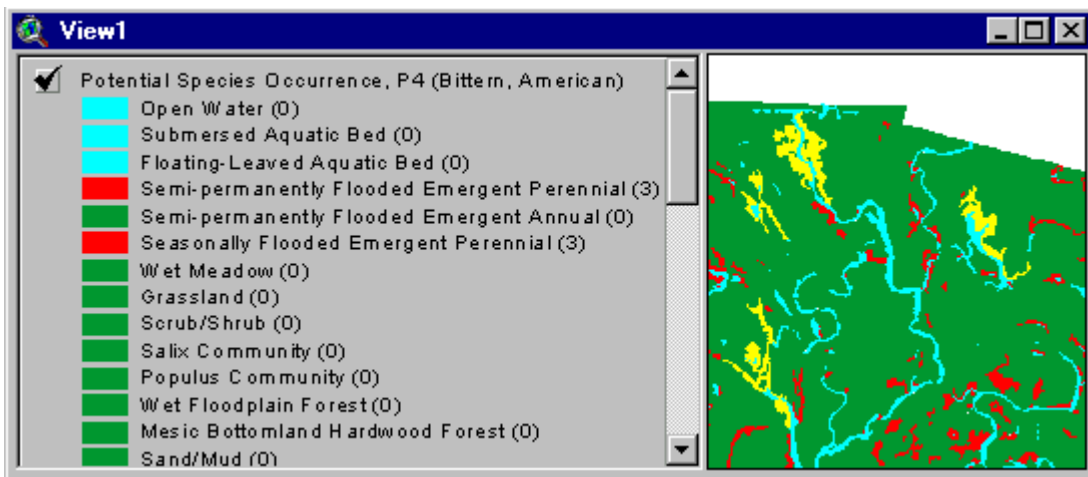 View1
Potential Species Occurrence, P4 (Bittern, American)
Open Water (0)
Submersed Aquatic Bed (0)
Floating-Leaved Aquatic Bed (0)
Semi-permanently Flooded Emergent Perennial (3)
Semi-permanently Flooded Emergent Annual (0)
Seasonally Flooded Emergent Perennial (3)
Wet Meadow (0)
Grassland (0)
Scrub/Shrub (0)
Salix Community (0)
Populus Community (0)
Wet Floodplain Forest (0)
Mesic Bottomland Hardwood Forest (0)
Sand/Mud (0)